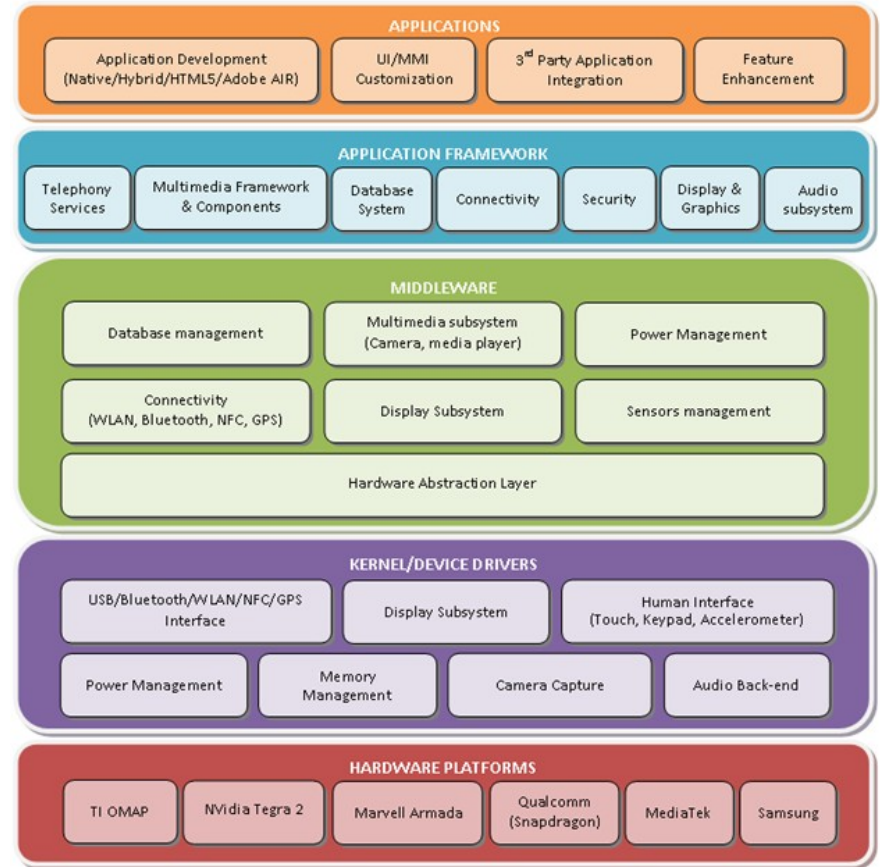 APPLICATIONS
Application Development
(Native/Hybrid/HTML5/Adobe AIR)
UI/MMI
Customization
3rd Party Application
Integration
Feature
Enhancement
APPLICATION FRAMEWORK
Telephony
Services
Multimedia Framework
& Components
Database
System
Connectivity
Security
Display &
Graphics
Audio
subsystem
MIDDLEWARE
Database management
Multimedia subsystem
(Camera, media player)
Power Management
Connectivity
(WLAN, Bluetooth, NFC, GPS)
Display Subsystem
Sensors management
Hardware Abstraction Layer
KERNEL/DEVICE DRIVERS
USB/Bluetooth/WLAN/NFC/GPS
Interface
Display Subsystem
Human Interface
(Touch, Keypad, Accelerometer)
Power Management
Memory
Management
Camera Capture
Audio Back-end
HARDWARE PLATFORMS
TI OMAP
NVidia Tegra 2
Marvell Armada
Qualcomm
(Snapdragon)
MediaTek
Samsung